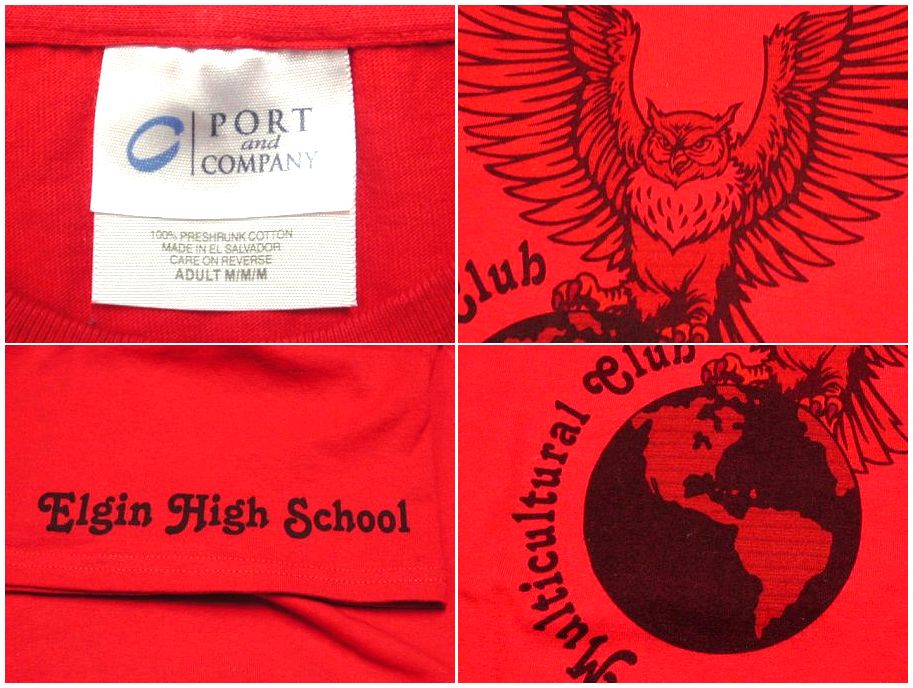 PORT
and
COMPANY
100% PRESHRUNK COTTON
MADE IN EL SALVADOR
CARE ON REVERSE
ADULT M/M/M
Club
Elgin High School
Multicultural Club